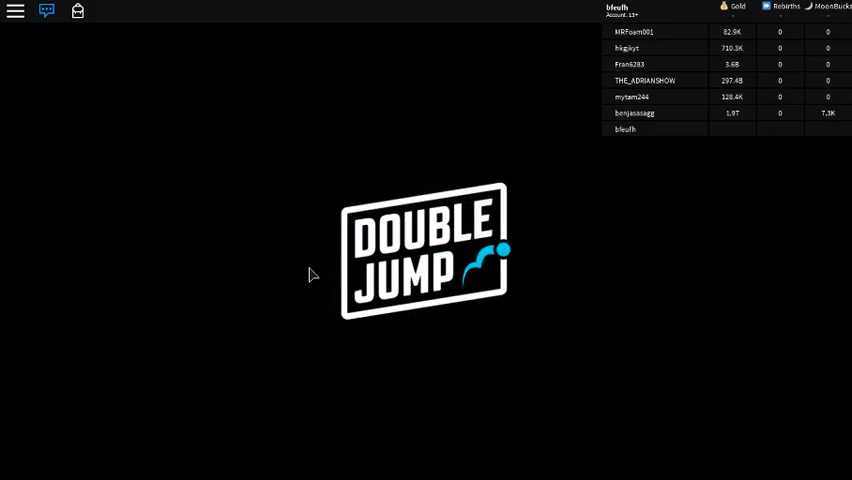 bfeufh
Account: 13+
Gold Rebirths MoonBucks
MRFoam001 82.9K 0 0
hkgjkyt 710.3K 0 0
Fran6283 3.6B 0 0
THE_ADRIANSHOW 297.4B 0 0
mytam244 128.4K 0 0
benjasasagg 1.9T 0 7.3K
bfeufh
DOUBLE
JUMP